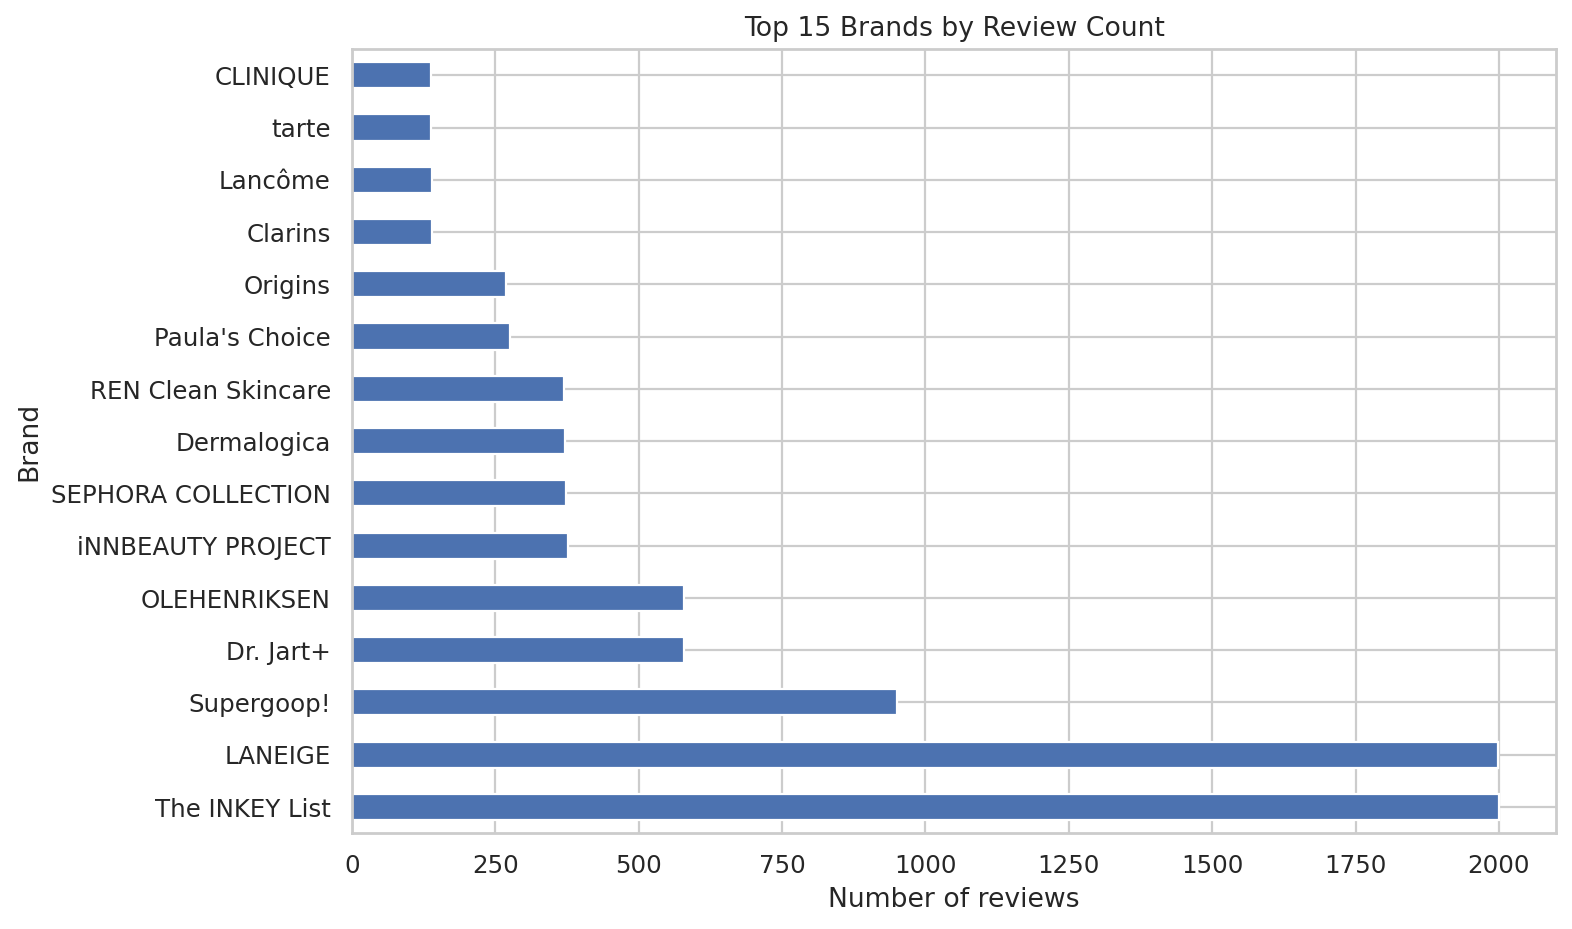 Top 15 Brands by Review Count
CLINIQUE
tarte
Lancôme
Clarins
Origins
Paula's Choice
REN Clean Skincare
Dermalogica
SEPHORA COLLECTION
iNNBEAUTY PROJECT
OLEHENRIKSEN
Dr. Jart+
Supergoop!
LANEIGE
The INKEY List
Brand
0 250 500 750 1000 1250 1500 1750 2000
Number of reviews